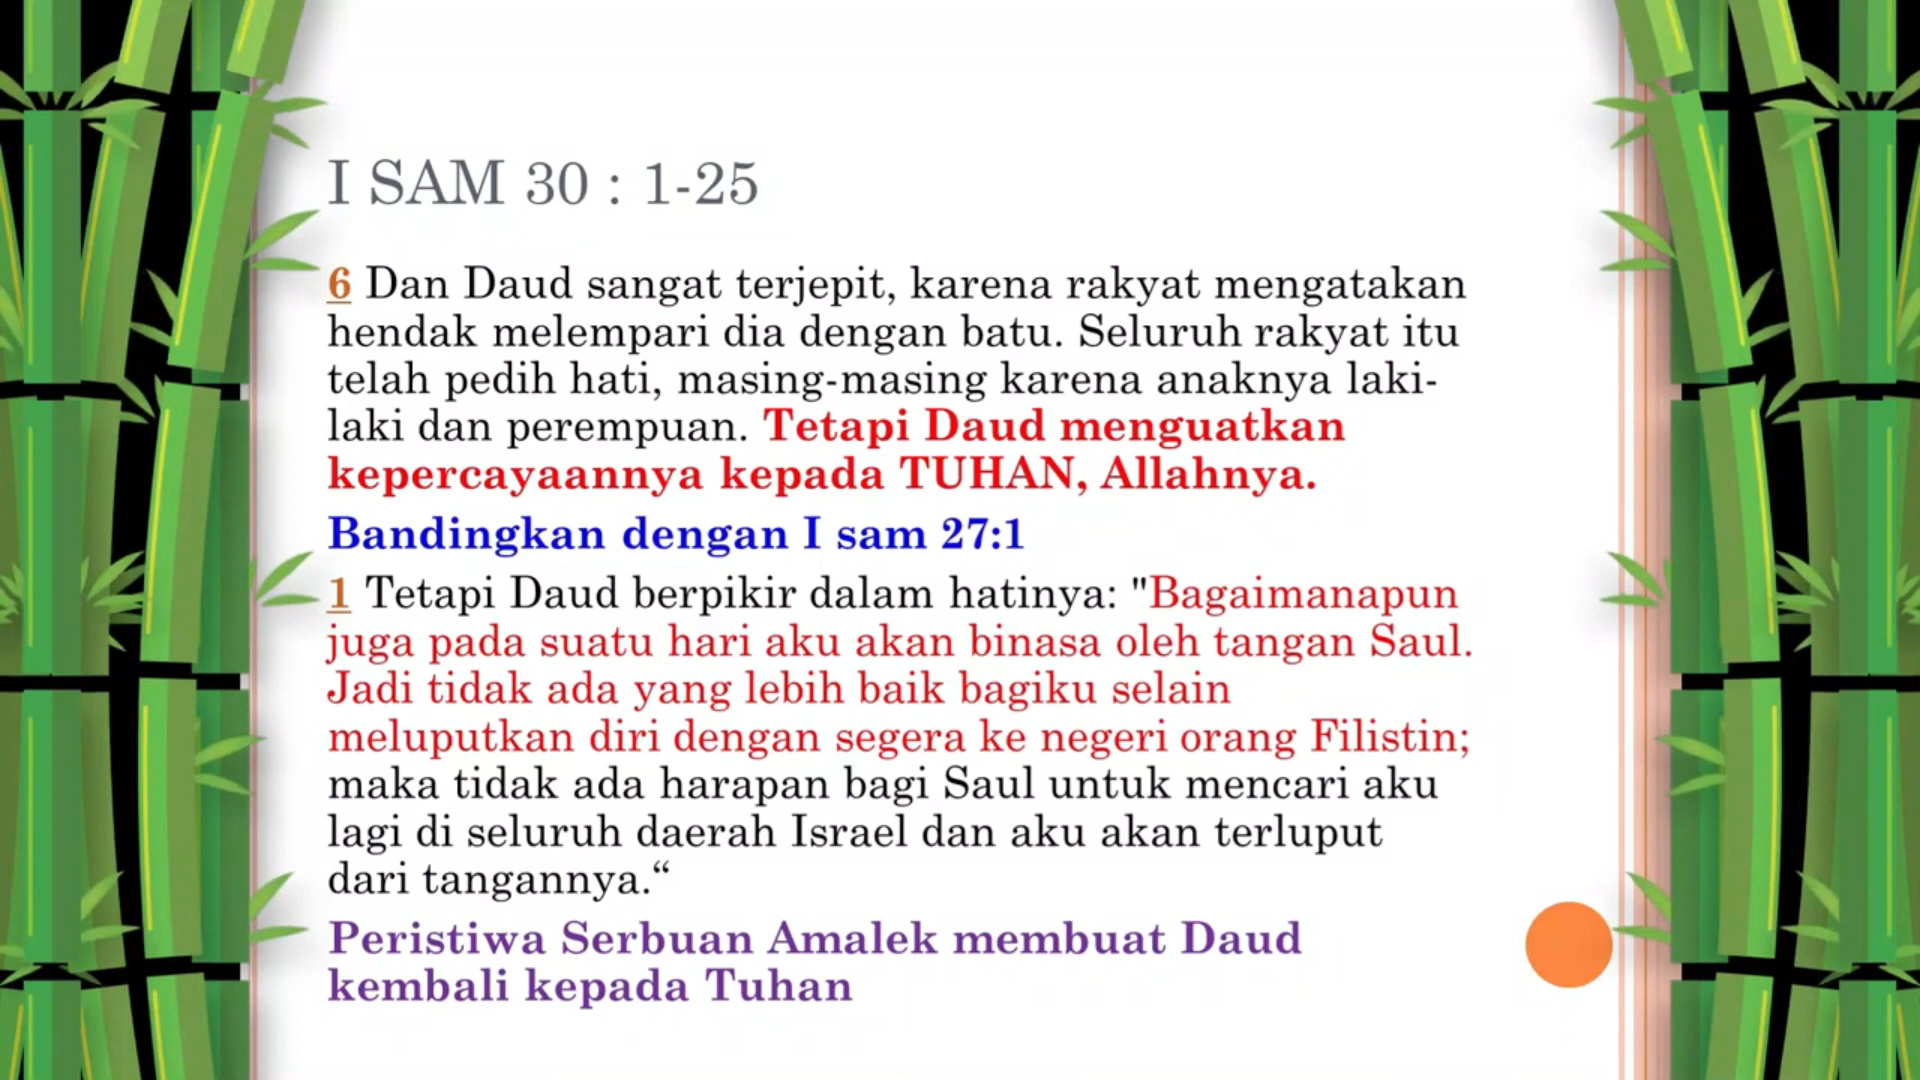 I SAM 30 : 1-25
6 Dan Daud sangat terjepit, karena rakyat mengatakan
hendak melempari dia dengan batu. Seluruh rakyat itu
telah pedih hati, masing-masing karena anaknya laki-
laki dan perempuan. Tetapi Daud menguatkan
kepercayaannya kepada TUHAN, Allahnya.
Bandingkan dengan I sam 27:1
1 Tetapi Daud berpikir dalam hatinya: "Bagaimanapun
juga pada suatu hari aku akan binasa oleh tangan Saul.
Jadi tidak ada yang lebih baik bagiku selain
meluputkan diri dengan segera ke negeri orang Filistin;
maka tidak ada harapan bagi Saul untuk mencari aku
lagi di seluruh daerah Israel dan aku akan terluput
dari tangannya.“
Peristiwa Serbuan Amalek membuat Daud
kembali kepada Tuhan